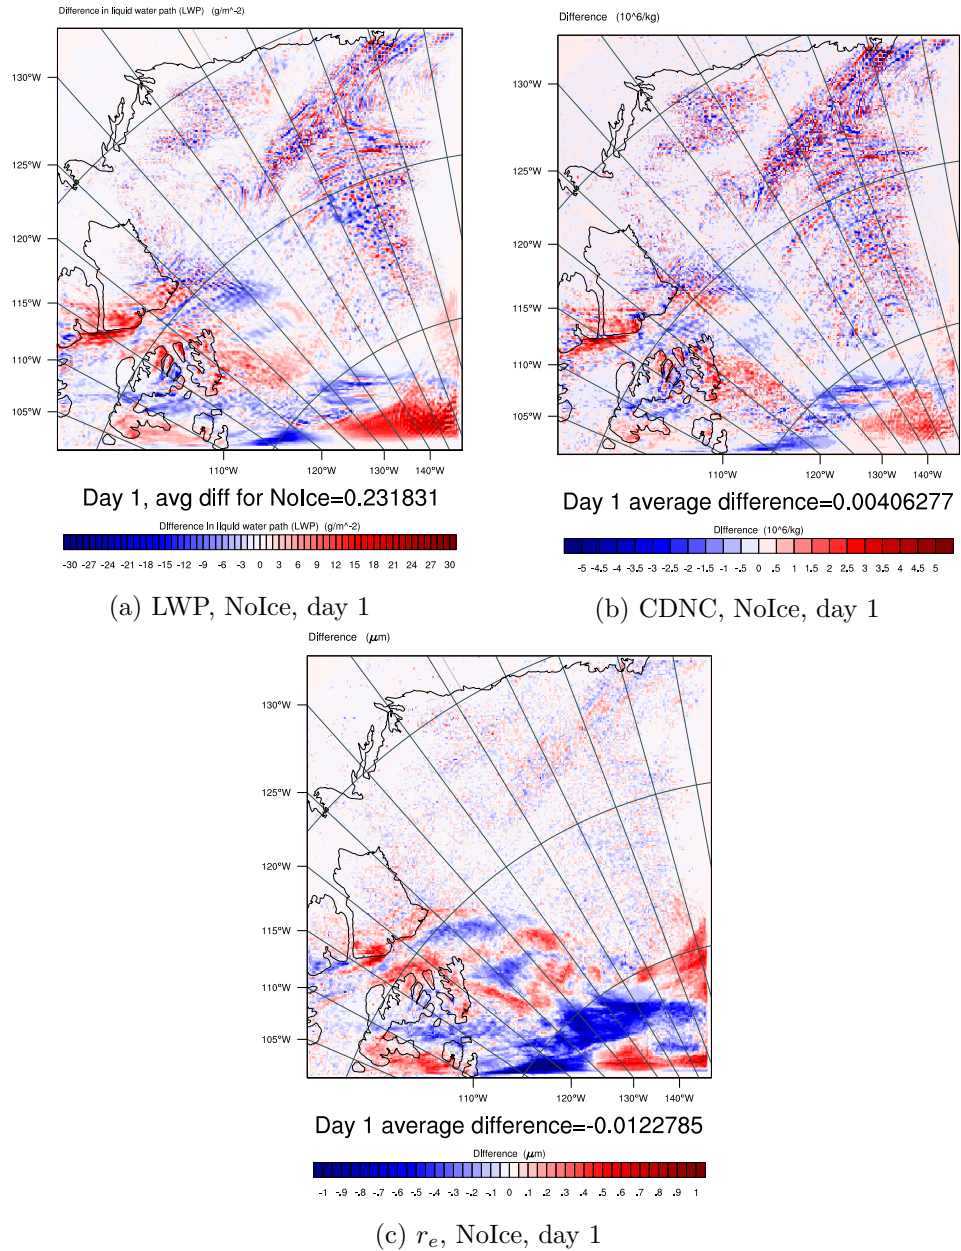 Difference in liquid water path (LWP) (g/m^-2)
130°W
125°W
120°W
115°W
110°W
105°W
110°W 120°W 130°W 140°W
Day 1, avg diff for NoIce=0.231831
Difference in liquid water path (LWP) (g/m^-2)
-30 -27 -24 -21 -18 -15 -12 -9 -6 -3 0 3 6 9 12 15 18 21 24 27 30
(a) LWP, NoIce, day 1
Difference (10^6/kg)
130°W
125°W
120°W
115°W
110°W
105°W
110°W 120°W 130°W 140°W
Day 1 average difference=0.00406277
Difference (10^6/kg)
-5 -4.5 -4 -3.5 -3 -2.5 -2 -1.5 -1 -.5 0 .5 1 1.5 2 2.5 3 3.5 4 4.5 5
(b) CDNC, NoIce, day 1
Difference (μm)
130°W
125°W
120°W
115°W
110°W
105°W
110°W 120°W 130°W 140°W
Day 1 average difference=-0.0122785
Difference (μm)
-1 -.9 -.8 -.7 -.6 -.5 -.4 -.3 -.2 -.1 0 .1 .2 .3 .4 .5 .6 .7 .8 .9 1
(c) r_e, NoIce, day 1